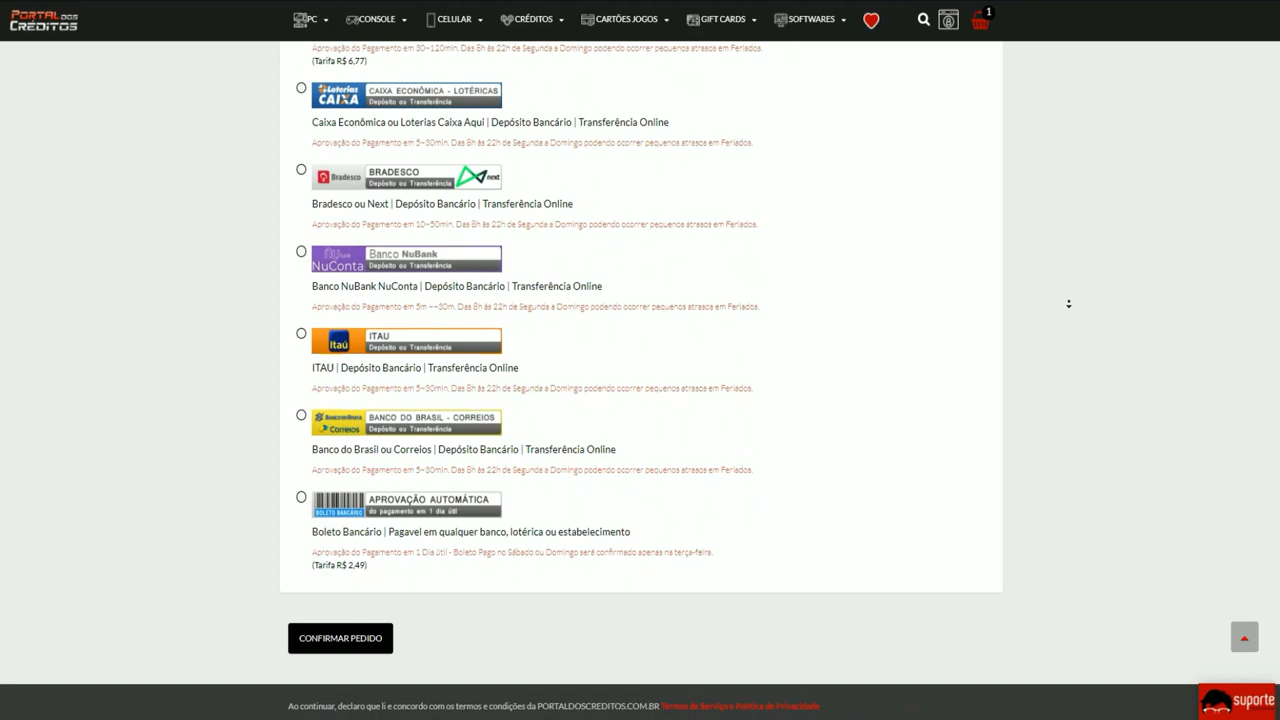 PORTAL DOS CRÉDITOS
PC
CONSOLE
CELULAR
CRÉDITOS
CARTÕES JOGOS
GIFT CARDS
SOFTWARES
1
Aprovação do Pagamento em 30~120min. Das 8h às 22h de Segunda a Domingo podendo ocorrer pequenos atrasos em Feriados.
(Tarifa R$ 6,77)
Loterias CAIXA
CAIXA ECONÔMICA - LOTÉRICAS
Depósito ou Transferência
Caixa Econômica ou Loterias Caixa Aqui | Depósito Bancário | Transferência Online
Aprovação do Pagamento em 5~30min. Das 8h às 22h de Segunda a Domingo podendo ocorrer pequenos atrasos em Feriados.
Bradesco
BRADESCO
Depósito ou Transferência
next
Bradesco ou Next | Depósito Bancário | Transferência Online
Aprovação do Pagamento em 10~50min. Das 8h às 22h de Segunda a Domingo podendo ocorrer pequenos atrasos em Feriados.
NuConta
Banco NuBank
Depósito ou Transferência
Banco NuBank NuConta | Depósito Bancário | Transferência Online
Aprovação do Pagamento em 5m ~~30m. Das 8h às 22h de Segunda a Domingo podendo ocorrer pequenos atrasos em Feriados.
Itaú
ITAU
Depósito ou Transferência
ITAU | Depósito Bancário | Transferência Online
Aprovação do Pagamento em 5~30min. Das 8h às 22h de Segunda a Domingo podendo ocorrer pequenos atrasos em Feriados.
BANCO DO BRASIL
Correios
BANCO DO BRASIL - CORREIOS
Depósito ou Transferência
Banco do Brasil ou Correios | Depósito Bancário | Transferência Online
Aprovação do Pagamento em 5~30min. Das 8h às 22h de Segunda a Domingo podendo ocorrer pequenos atrasos em Feriados.
BOLETO BANCÁRIO
APROVAÇÃO AUTOMÁTICA
do pagamento em 1 dia útil
Boleto Bancário | Pagavel em qualquer banco, lotérica ou estabelecimento
Aprovação do Pagamento em 1 Dia útil - Boleto Pago no Sábado ou Domingo será confirmado apenas na terça-feira.
(Tarifa R$ 2,49)
CONFIRMAR PEDIDO
suporte
Ao continuar, declaro que li e concordo com os termos e condições da PORTALDOSCREDITOS.COM.BR Termos de Serviço e Política de Privacidade